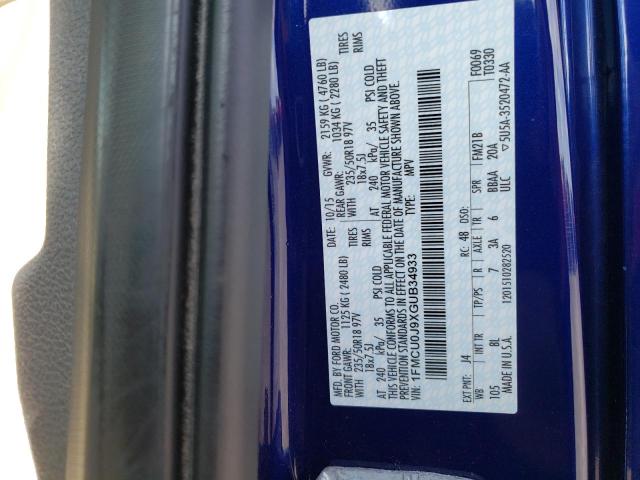 MFD. BY FORD MOTOR CO.
DATE: 10/15 GVWR: 2159 KG ( 4760 LB)
FRONT GAWR: 1125 KG ( 2480 LB) REAR GAWR: 1034 KG ( 2280 LB)
WITH 235/50R18 97V TIRES WITH 235/50R18 97V TIRES
18x7.5J RIMS 18x7.5J RIMS
AT 240 kPa/ 35 PSI COLD AT 240 kPa/ 35 PSI COLD
THIS VEHICLE CONFORMS TO ALL APPLICABLE FEDERAL MOTOR VEHICLE SAFETY AND THEFT
PREVENTION STANDARDS IN EFFECT ON THE DATE OF MANUFACTURE SHOWN ABOVE.
VIN: 1FMCU0J9XGUB34933
TYPE: MPV
F0069
T0330
EXT PNT: J4 RC: 48 DSO:
WB INT TR TP/PS R AXLE TR SPR FM21B
105 BL 7 3A 6 BBAA 20A
MADE IN U.S.A. 1201510282520 ULC ▽5U5A-3520472-AA